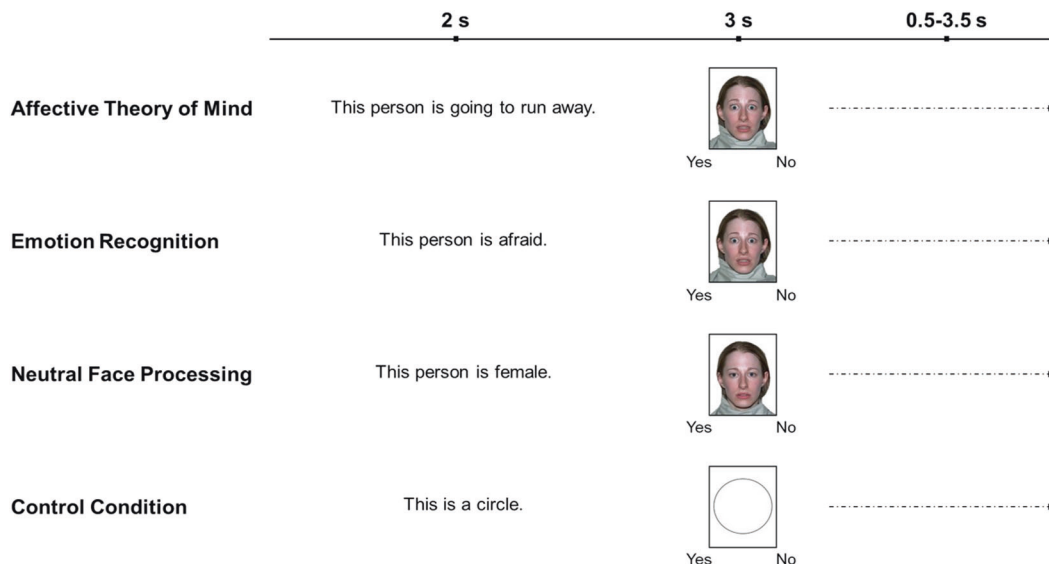 2 s 3 s 0.5-3.5 s
Affective Theory of Mind This person is going to run away.
Yes No
Emotion Recognition This person is afraid.
Yes No
Neutral Face Processing This person is female.
Yes No
Control Condition This is a circle.
Yes No